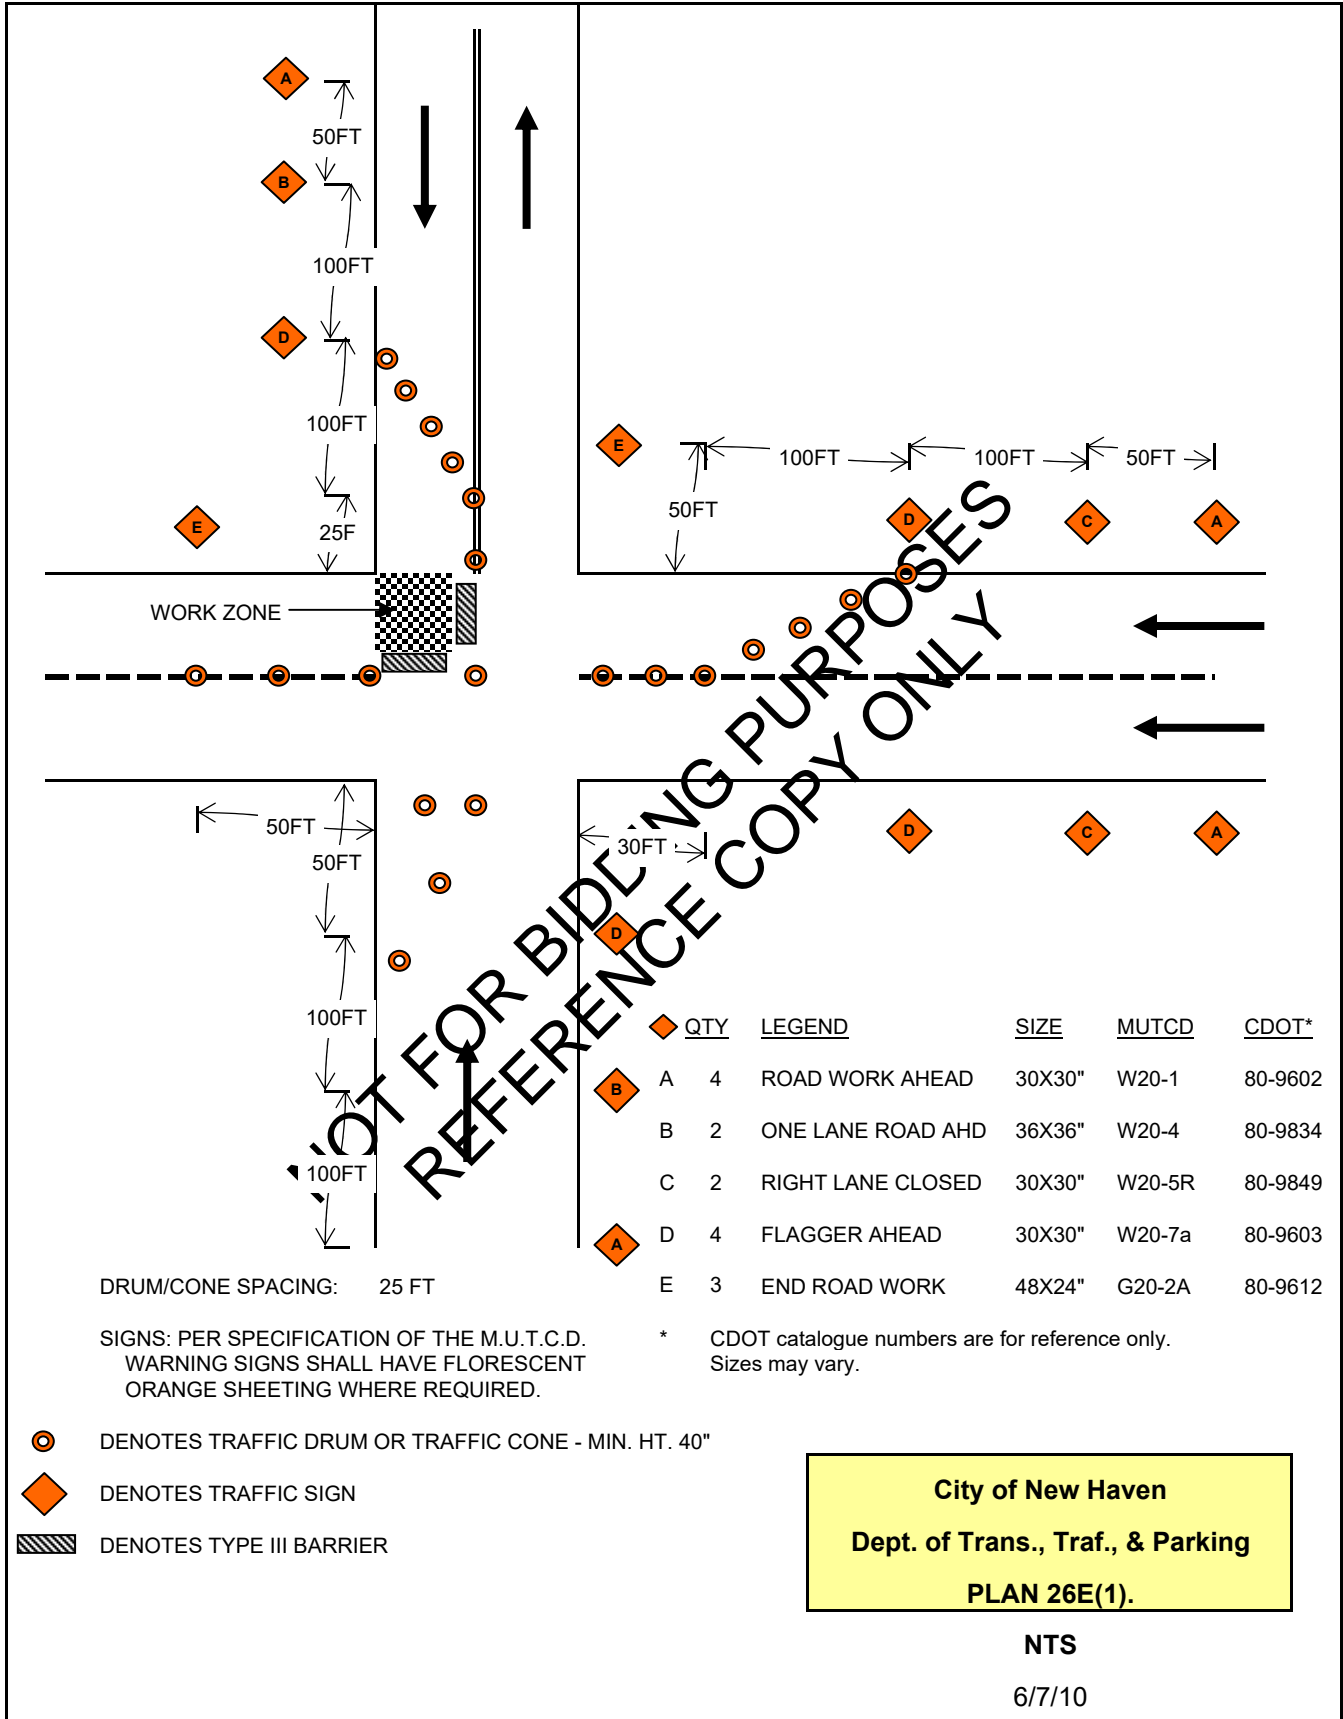 A
50FT
B
100FT
D
100FT
E
100FT
100FT
50FT
50FT
E
25F
D
C
A
WORK ZONE
50FT
50FT
30FT
D
C
A
D
100FT
100FT
B
A
NOT FOR BIDDING PURPOSES
REFERENCE COPY ONLY
QTY LEGEND SIZE MUTCD CDOT*
A 4 ROAD WORK AHEAD 30X30" W20-1 80-9602
B 2 ONE LANE ROAD AHD 36X36" W20-4 80-9834
C 2 RIGHT LANE CLOSED 30X30" W20-5R 80-9849
D 4 FLAGGER AHEAD 30X30" W20-7a 80-9603
E 3 END ROAD WORK 48X24" G20-2A 80-9612
* CDOT catalogue numbers are for reference only.
Sizes may vary.
DRUM/CONE SPACING: 25 FT
SIGNS: PER SPECIFICATION OF THE M.U.T.C.D.
WARNING SIGNS SHALL HAVE FLORESCENT
ORANGE SHEETING WHERE REQUIRED.
DENOTES TRAFFIC DRUM OR TRAFFIC CONE - MIN. HT. 40"
DENOTES TRAFFIC SIGN
DENOTES TYPE III BARRIER
City of New Haven
Dept. of Trans., Traf., & Parking
PLAN 26E(1).
NTS
6/7/10